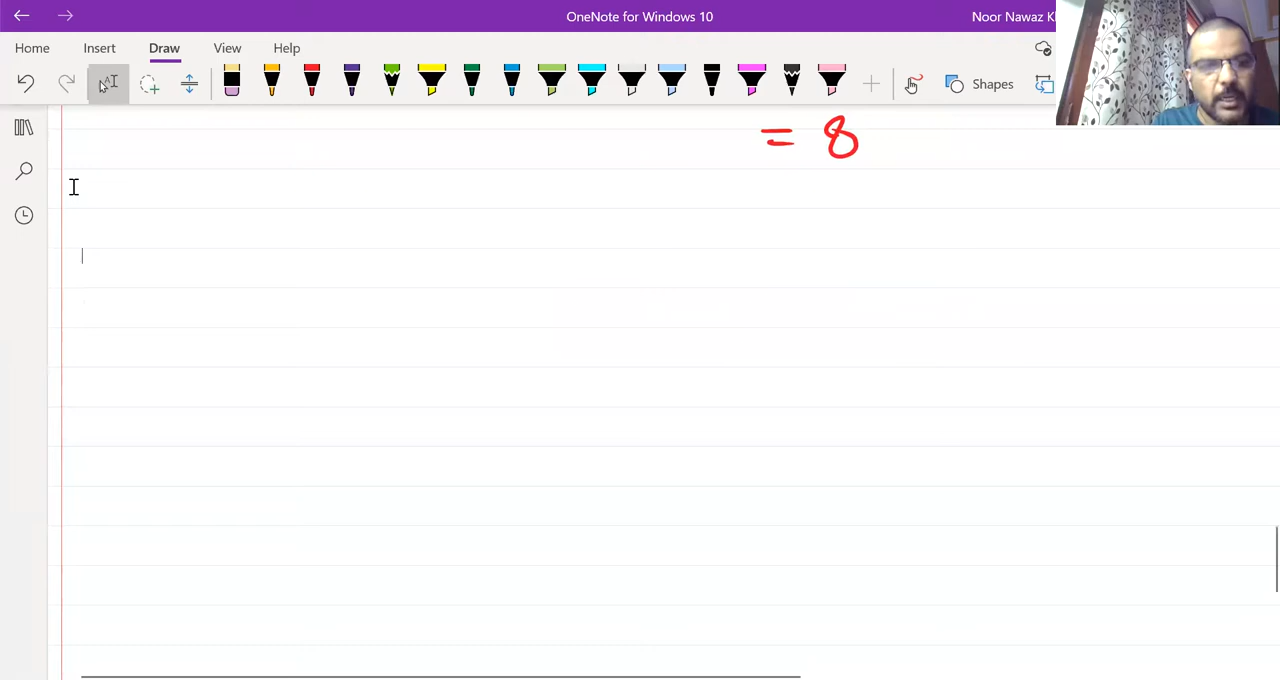 OneNote for Windows 10
Noor Nawaz K
Home Insert Draw View Help
Shapes
= 8